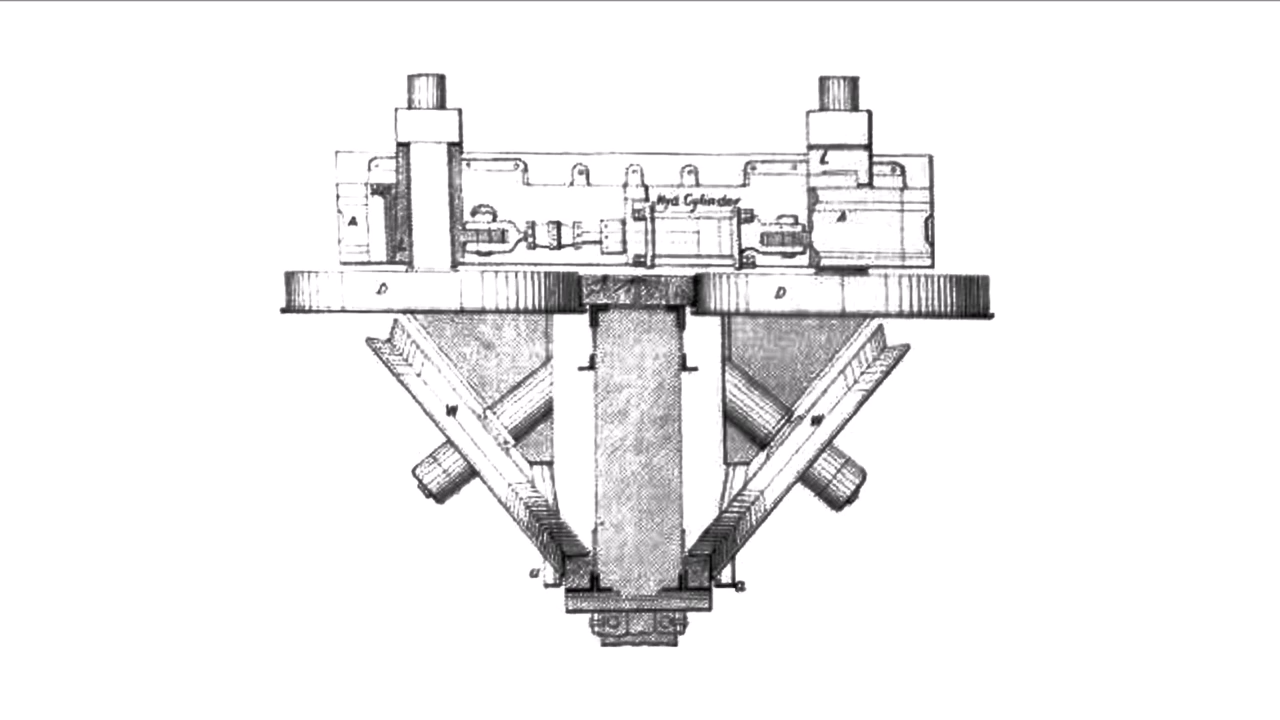 L
Hyd. Cylinder
A A
D D
W W
a a